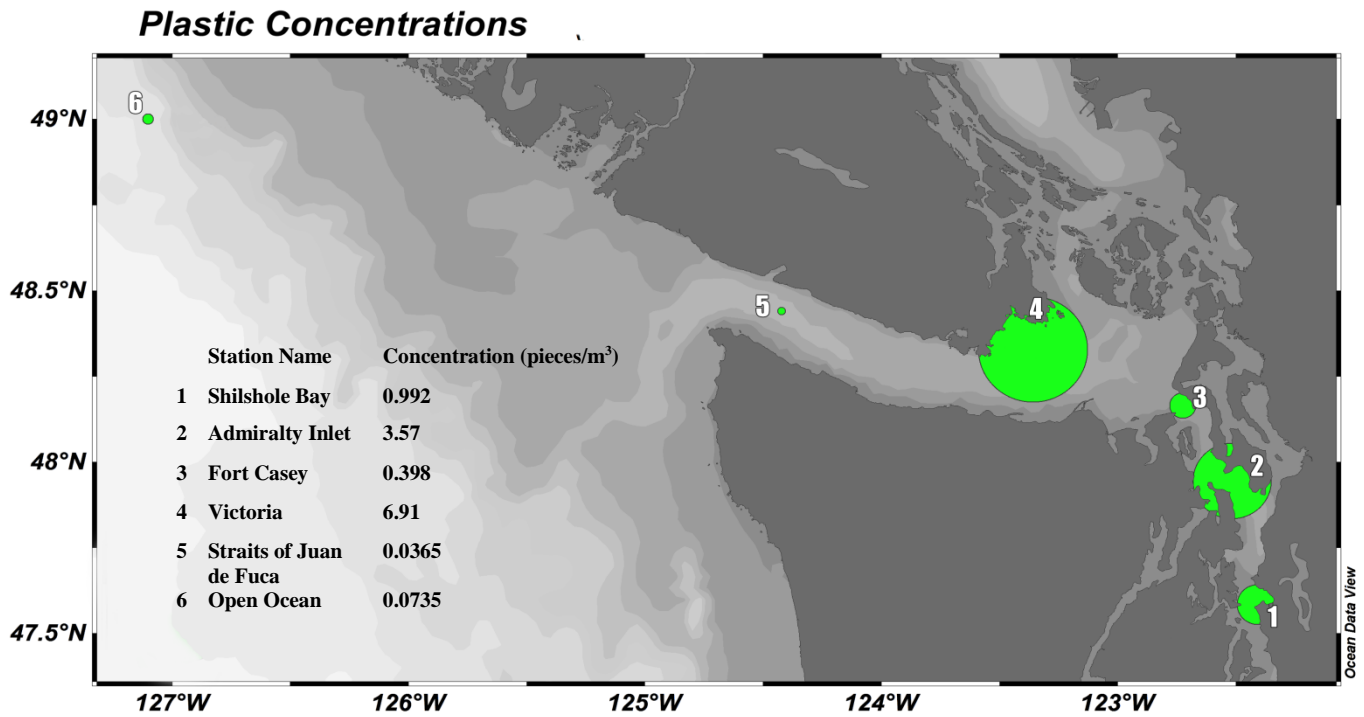 Plastic Concentrations
6
49°N
48.5°N
5
4
3
2
1
Station Name Concentration (pieces/m³)
1 Shilshole Bay 0.992
2 Admiralty Inlet 3.57
3 Fort Casey 0.398
4 Victoria 6.91
5 Straits of Juan 0.0365
de Fuca
6 Open Ocean 0.0735
48°N
47.5°N
127°W 126°W 125°W 124°W 123°W
Ocean Data View